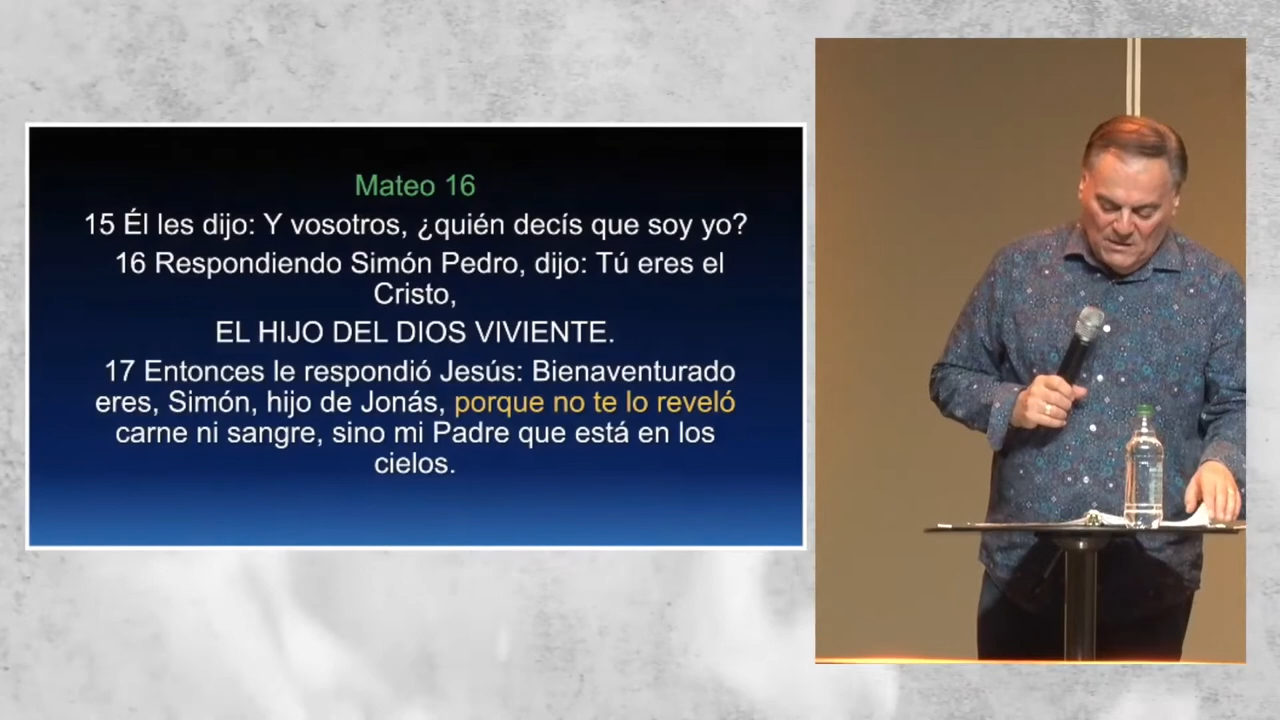 Mateo 16
15 Él les dijo: Y vosotros, ¿quién decís que soy yo?
16 Respondiendo Simón Pedro, dijo: Tú eres el
Cristo,
EL HIJO DEL DIOS VIVIENTE.
17 Entonces le respondió Jesús: Bienaventurado
eres, Simón, hijo de Jonás, porque no te lo reveló
carne ni sangre, sino mi Padre que está en los
cielos.